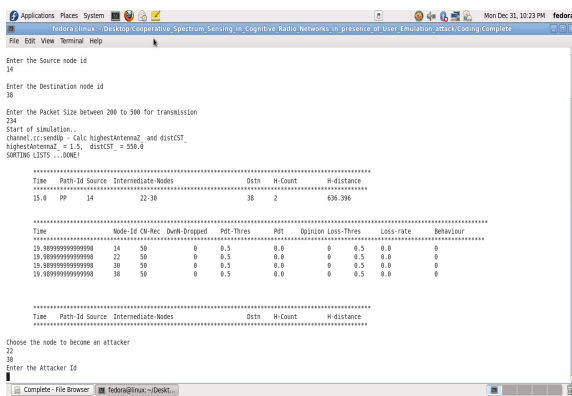 Applications Places System Mon Dec 31, 10:23 PM fedora
fedora@linux:~/Desktop/Cooperative_Spectrum_Sensing_in_Cognitive_Radio_Networks_in_presence_of_User_Emulation_attack/Coding-Complete
File Edit View Terminal Help
Enter the Source node id
14
Enter the Destination node id
38
Enter the Packet Size between 200 to 500 for transmission
234
Start of simulation..
channel.cc:sendUp - Calc highestAntennaZ_ and distCST_
highestAntennaZ_ = 1.5, distCST_ = 550.0
SORTING LISTS ...DONE!
Time Path-Id Source Intermediate-Nodes Dstn H-Count H-distance
15.0 PP 14 22-30 38 2 636.396
Time Node-Id CN-Rec DwnN-Dropped Pdt-Thres Pdt Opinion Loss-Thres Loss-rate Behaviour
19.989999999999998 14 50 0 0.5 0.0 0 0.5 0.0 0
19.989999999999998 22 50 0 0.5 0.0 0 0.5 0.0 0
19.989999999999998 30 50 0 0.5 0.0 0 0.5 0.0 0
19.989999999999998 38 50 0 0.5 0.0 0 0.5 0.0 0
Time Path-Id Source Intermediate-Nodes Dstn H-Count H-distance
Choose the node to become an attacker
22
30
Enter the Attacker Id
Complete - File Browser fedora@linux:~/Deskt...